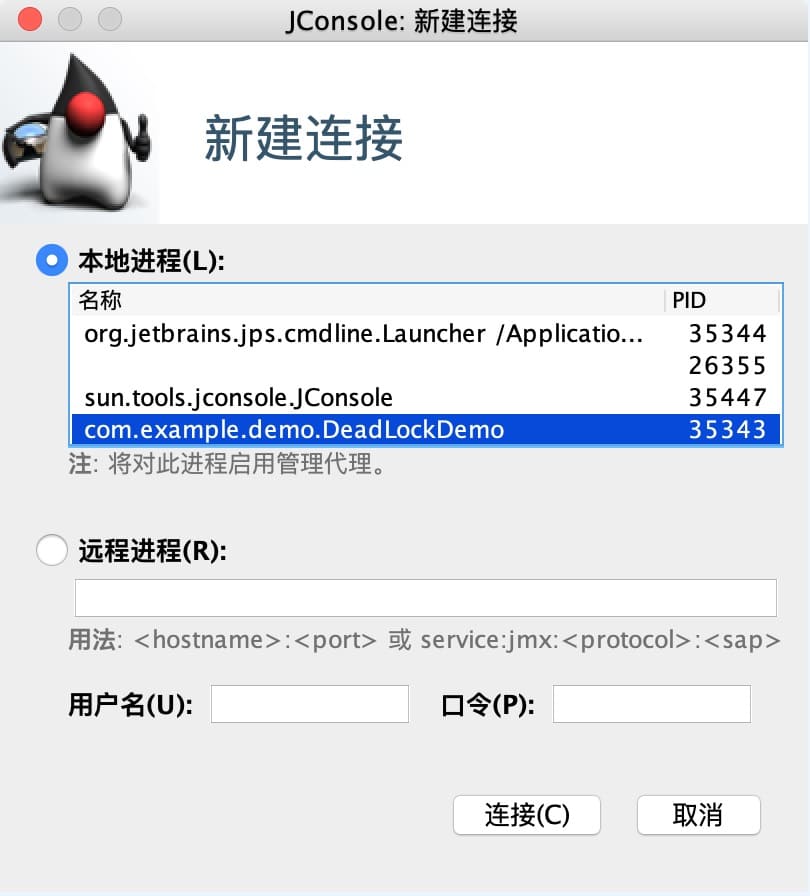 JConsole: 新建连接
新建连接
本地进程(L):
名称 PID
org.jetbrains.jps.cmdline.Launcher /Applicatio... 35344
26355
sun.tools.jconsole.JConsole 35447
com.example.demo.DeadLockDemo 35343
注: 将对此进程启用管理代理。
远程进程(R):
用法: <hostname>:<port> 或 service:jmx:<protocol>:<sap>
用户名(U): 口令(P):
连接(C) 取消